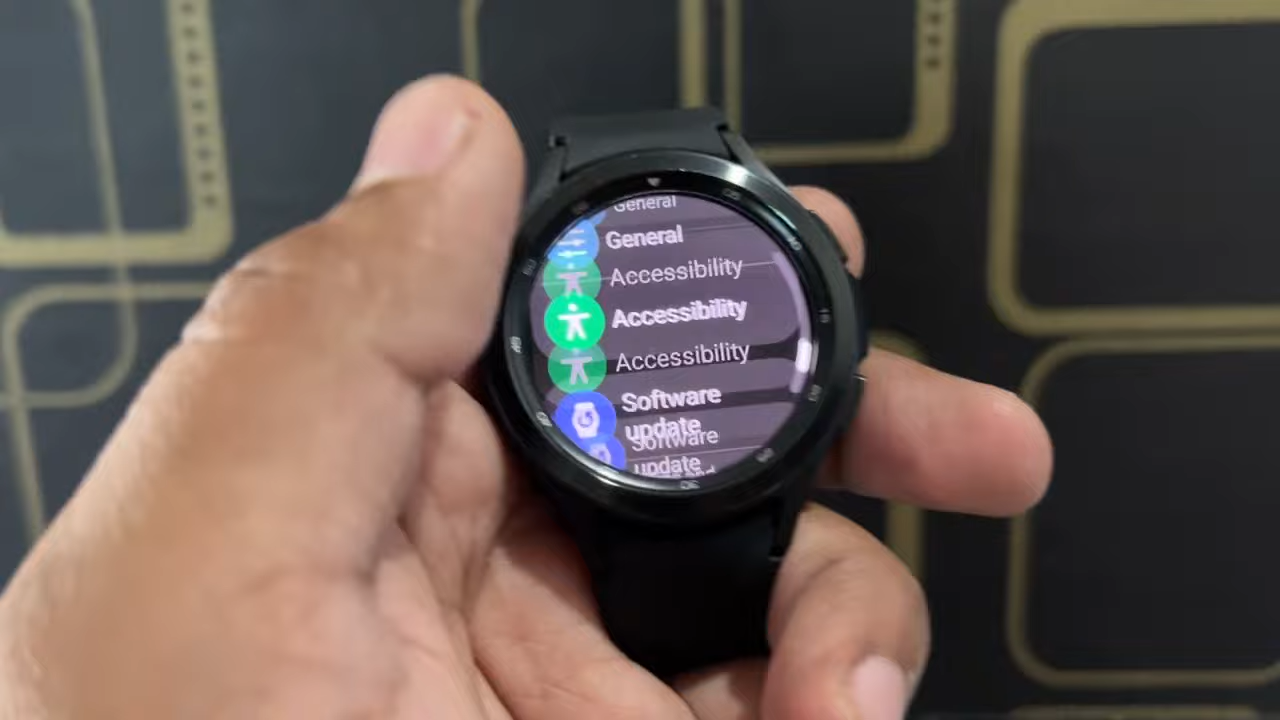 General
General
Accessibility
Accessibility
Accessibility
Software
update
Software
update